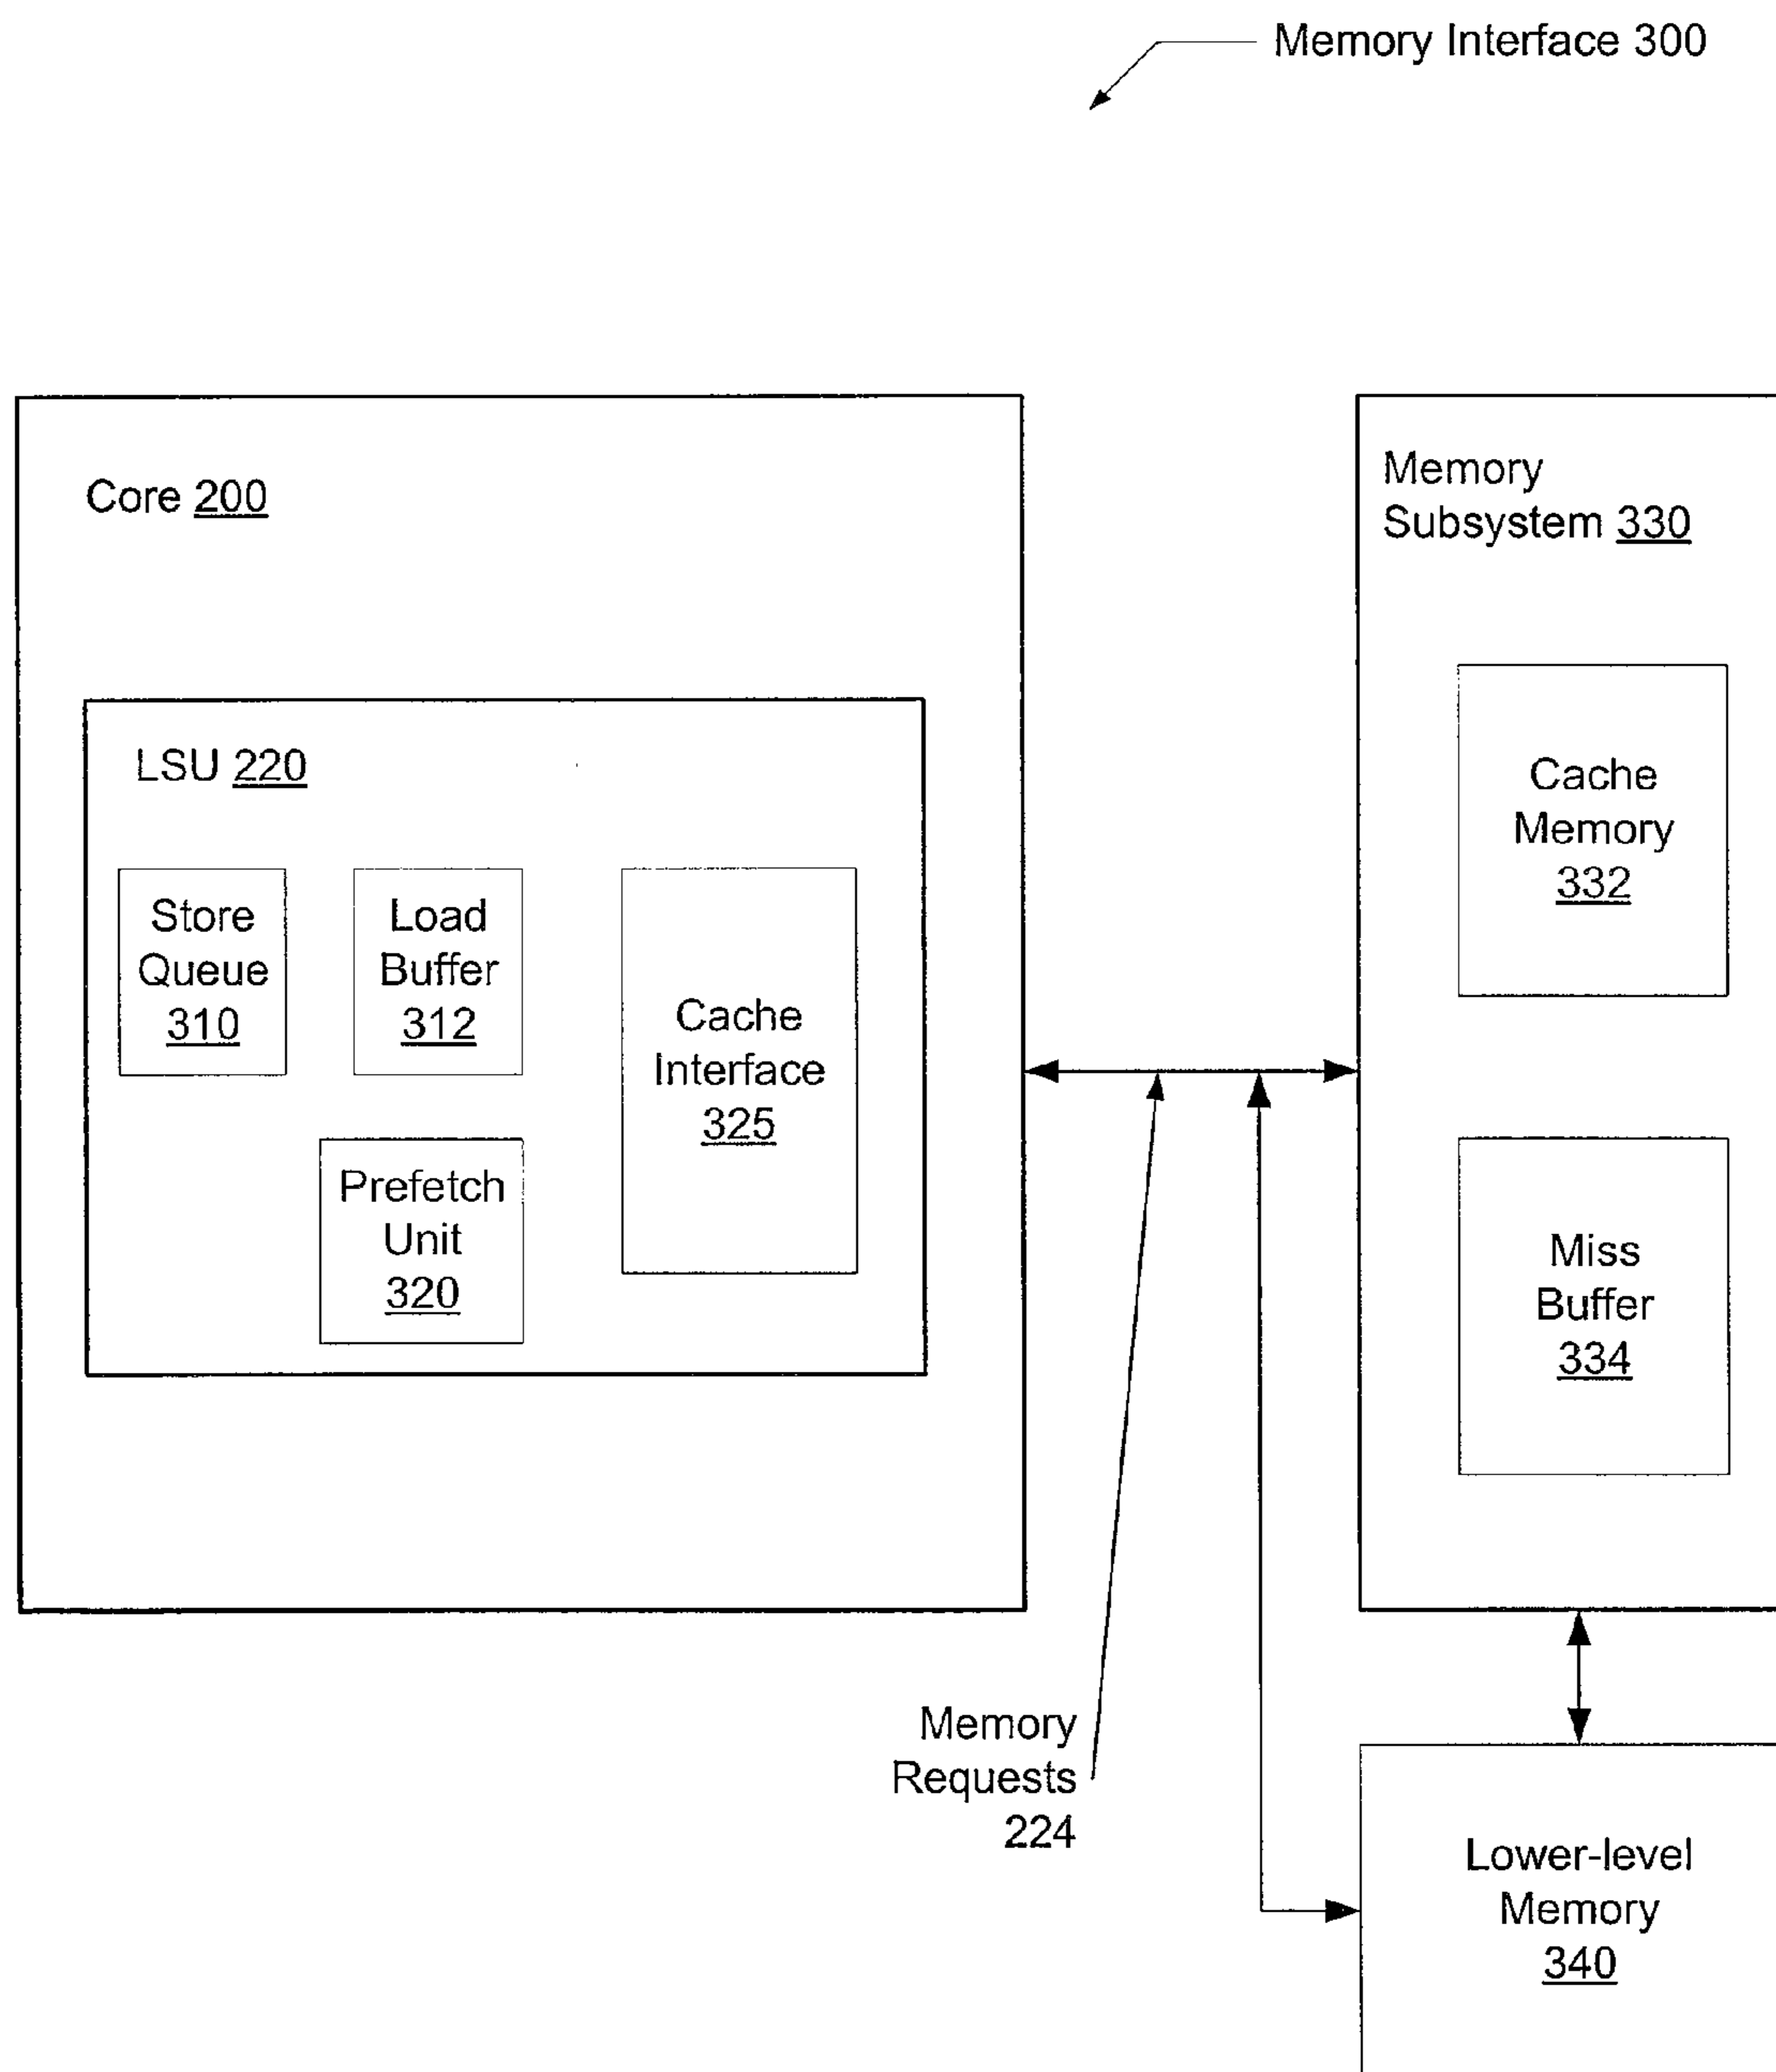 Memory Interface 300
Core 200
Memory
Subsystem 330
LSU 220
Store
Queue
310
Load
Buffer
312
Cache
Interface
325
Prefetch
Unit
320
Cache
Memory
332
Miss
Buffer
334
Memory
Requests
224
Lower-level
Memory
340